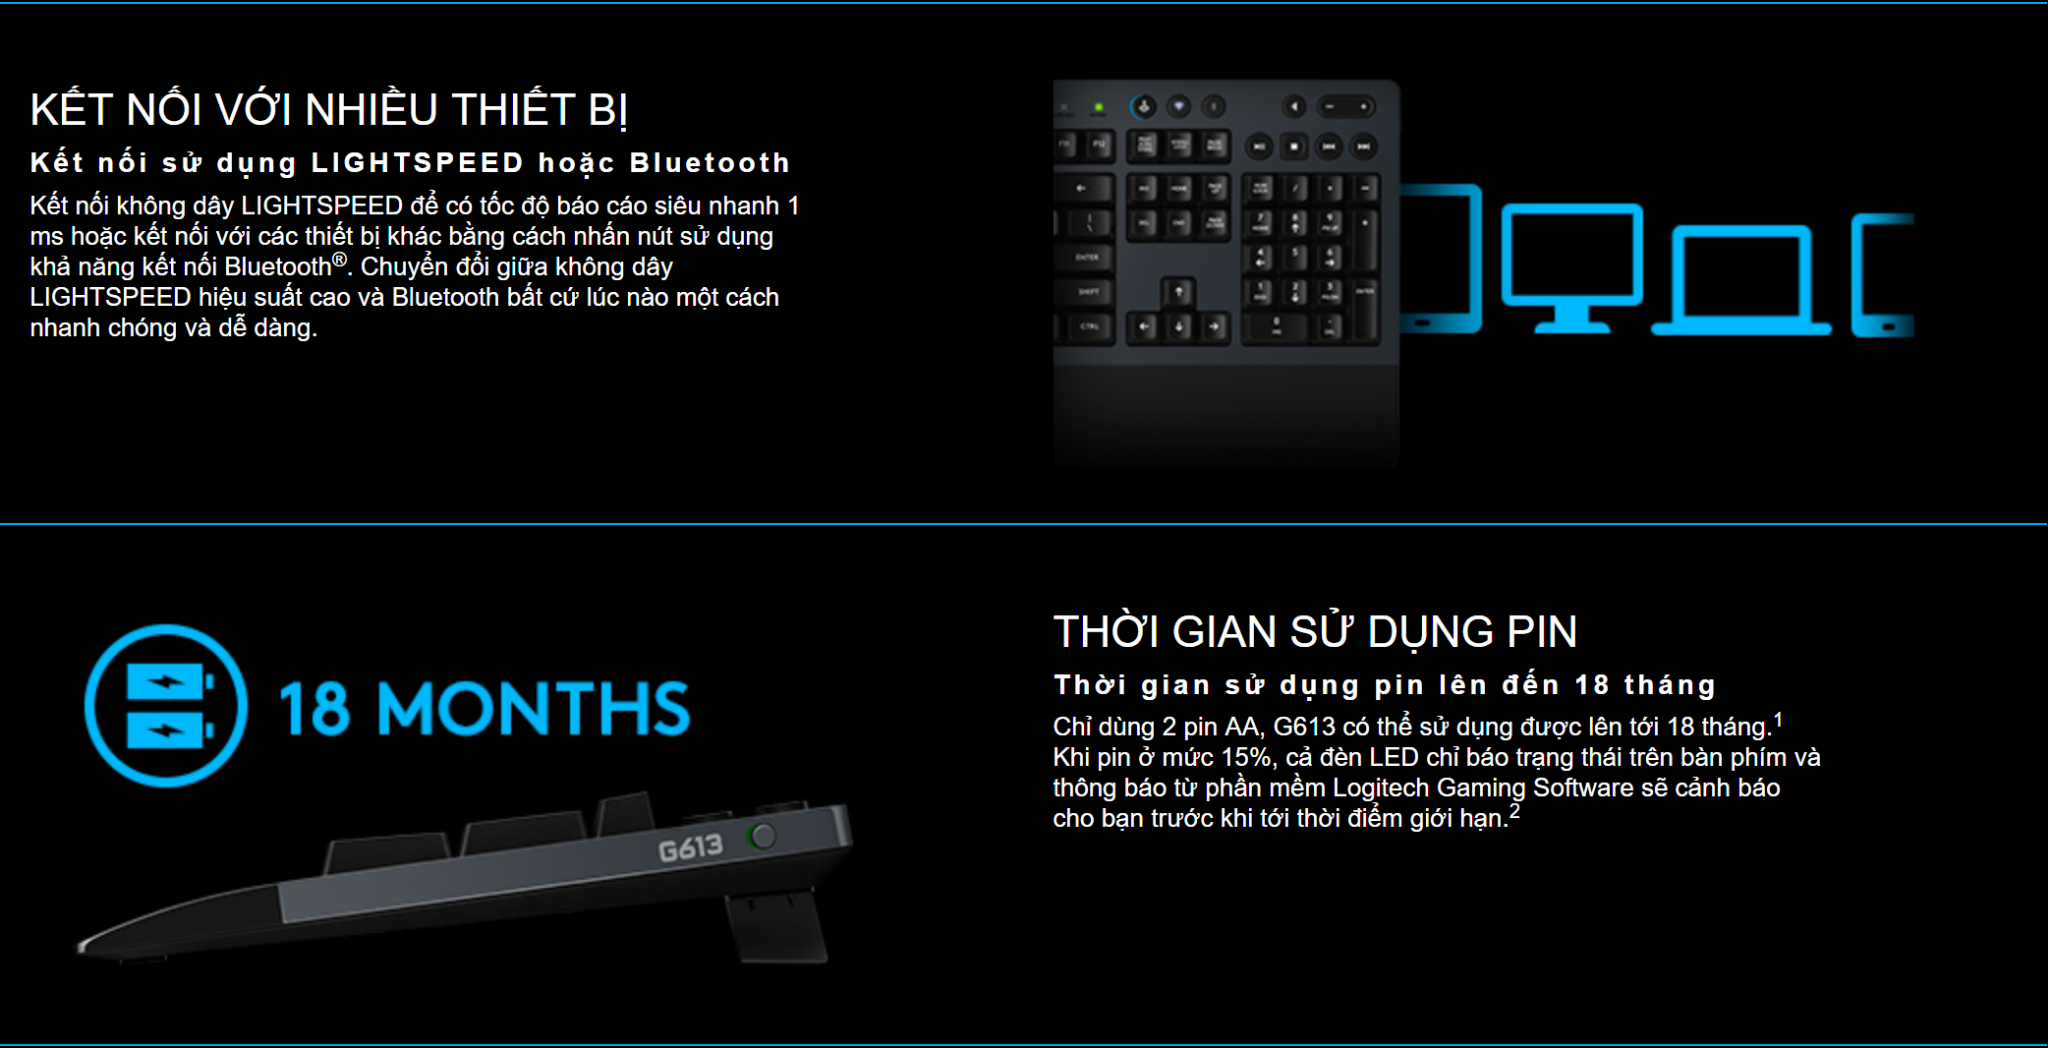 KẾT NỐI VỚI NHIỀU THIẾT BỊ
Kết nối sử dụng LIGHTSPEED hoặc Bluetooth
Kết nối không dây LIGHTSPEED để có tốc độ báo cáo siêu nhanh 1
ms hoặc kết nối với các thiết bị khác bằng cách nhấn nút sử dụng
khả năng kết nối Bluetooth®. Chuyển đổi giữa không dây
LIGHTSPEED hiệu suất cao và Bluetooth bất cứ lúc nào một cách
nhanh chóng và dễ dàng.
F11 F12
HOME
ENTER
SHIFT
CTRL
18 MONTHS
G613
THỜI GIAN SỬ DỤNG PIN
Thời gian sử dụng pin lên đến 18 tháng
Chỉ dùng 2 pin AA, G613 có thể sử dụng được lên tới 18 tháng.1
Khi pin ở mức 15%, cả đèn LED chỉ báo trạng thái trên bàn phím và
thông báo từ phần mềm Logitech Gaming Software sẽ cảnh báo
cho bạn trước khi tới thời điểm giới hạn.2